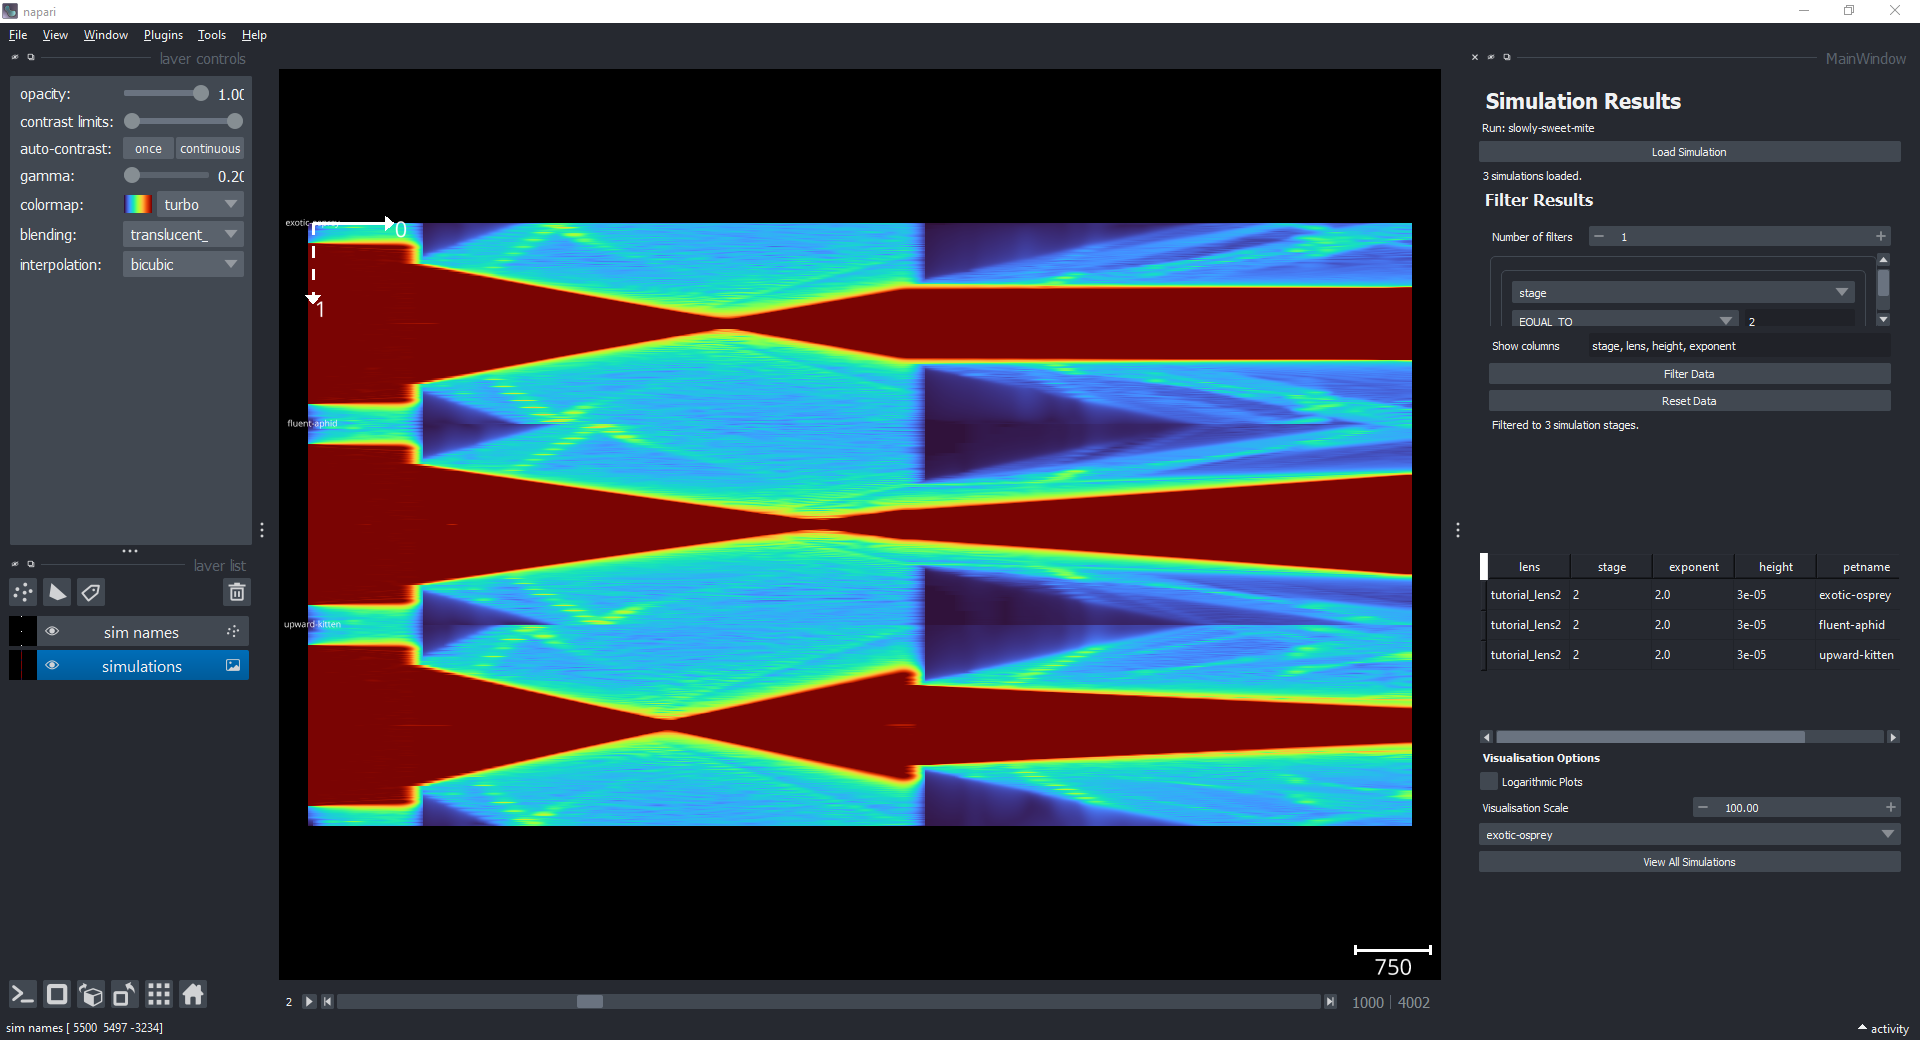 napari
File View Window Plugins Tools Help
layer controls
opacity: 1.00
contrast limits:
auto-contrast: once continuous
gamma: 0.20
colormap: turbo
blending: translucent_
interpolation: bicubic
layer list
sim names
simulations
exotic-osprey
0
1
fluent-aphid
upward-kitten
750
2
1000 | 4002
sim names [ 5500 5497 -3234]
MainWindow
Simulation Results
Run: slowly-sweet-mite
Load Simulation
3 simulations loaded.
Filter Results
Number of filters 1
stage
EQUAL_TO 2
Show columns stage, lens, height, exponent
Filter Data
Reset Data
Filtered to 3 simulation stages.
lens stage exponent height petname
tutorial_lens2 2 2.0 3e-05 exotic-osprey
tutorial_lens2 2 2.0 3e-05 fluent-aphid
tutorial_lens2 2 2.0 3e-05 upward-kitten
Visualisation Options
Logarithmic Plots
Visualisation Scale 100.00
exotic-osprey
View All Simulations
activity